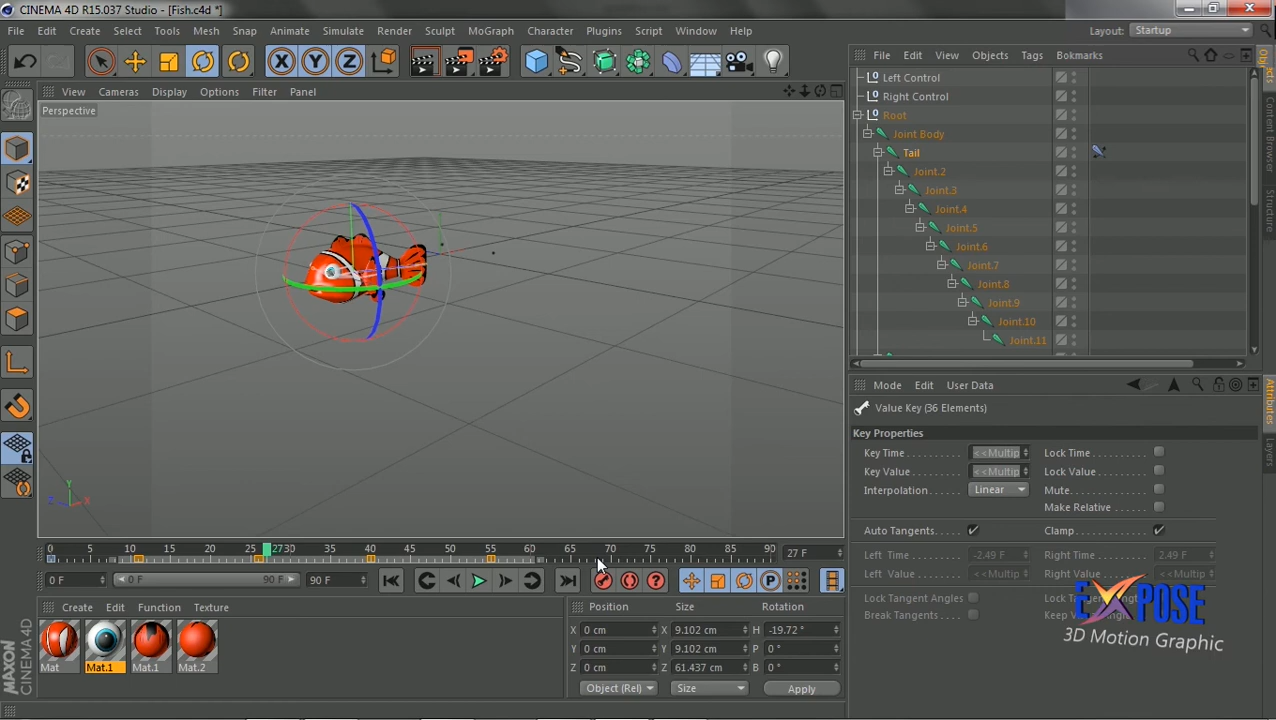 CINEMA 4D R15.037 Studio - [Fish.c4d *]
File Edit Create Select Tools Mesh Snap Animate Simulate Render Sculpt MoGraph Character Plugins Script Window Help
Layout: Startup
X Y Z
View Cameras Display Options Filter Panel
Perspective
Y
Z X
File Edit View Objects Tags Bookmarks
Left Control
Right Control
Root
Joint Body
Tail
Joint.2
Joint.3
Joint.4
Joint.5
Joint.6
Joint.7
Joint.8
Joint.9
Joint.10
Joint.11
Objects
Content Browser
Structure
Mode Edit User Data
Value Key (36 Elements)
Key Properties
Key Time <<Multip Lock Time
Key Value <<Multip Lock Value
Interpolation Linear Mute
Make Relative
Auto Tangents Clamp
Left Time -2.49 F Right Time 2.49 F
Left Value <<Multip Right Value <<Multip
Lock Tangent Angles Lock Tangent
Break Tangents Keep
Attributes
Layers
EXPOSE
3D Motion Graphic
0 5 10 15 20 25 2730 35 40 45 50 55 60 65 70 75 80 85 90 27 F
0 F 0 F 90 F 90 F
P
Create Edit Function Texture
Mat Mat.1 Mat.1 Mat.2
Position Size Rotation
X 0 cm X 9.102 cm H -19.72 °
Y 0 cm Y 9.102 cm P 0 °
Z 0 cm Z 61.437 cm B 0 °
Object (Rel) Size Apply
MAXON
CINEMA 4D